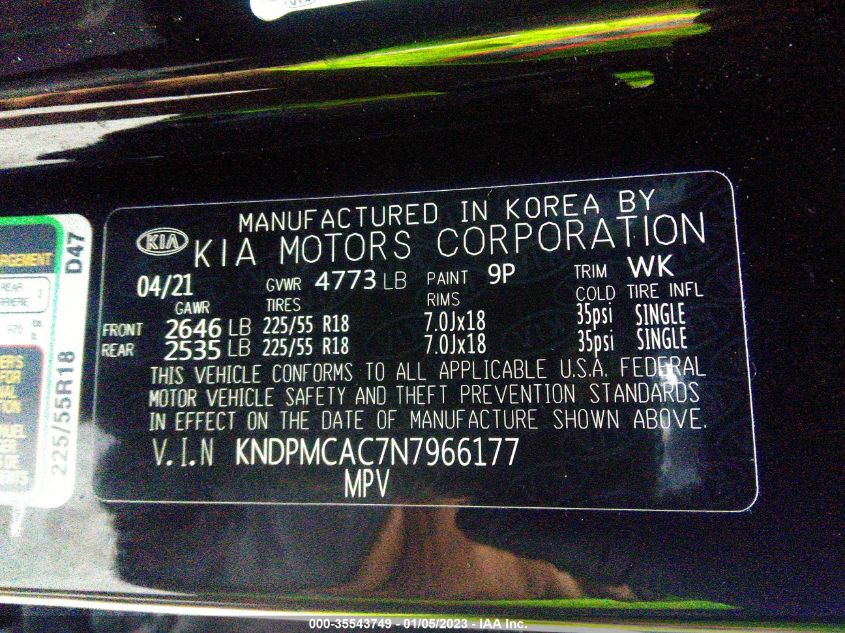 MANUFACTURED IN KOREA BY
KIA KIA MOTORS CORPORATION
04/21 GVWR 4773 LB PAINT 9P TRIM WK
GAWR TIRES RIMS COLD TIRE INFL
FRONT 2646 LB 225/55 R18 7.0Jx18 35psi SINGLE
REAR 2535 LB 225/55 R18 7.0Jx18 35psi SINGLE
THIS VEHICLE CONFORMS TO ALL APPLICABLE U.S.A. FEDERAL
MOTOR VEHICLE SAFETY AND THEFT PREVENTION STANDARDS
IN EFFECT ON THE DATE OF MANUFACTURE SHOWN ABOVE.
V.I.N KNDPMCAC7N7966177
MPV
225/55R18 D47
REAR
000-35543749 - 01/05/2023 - IAA Inc.